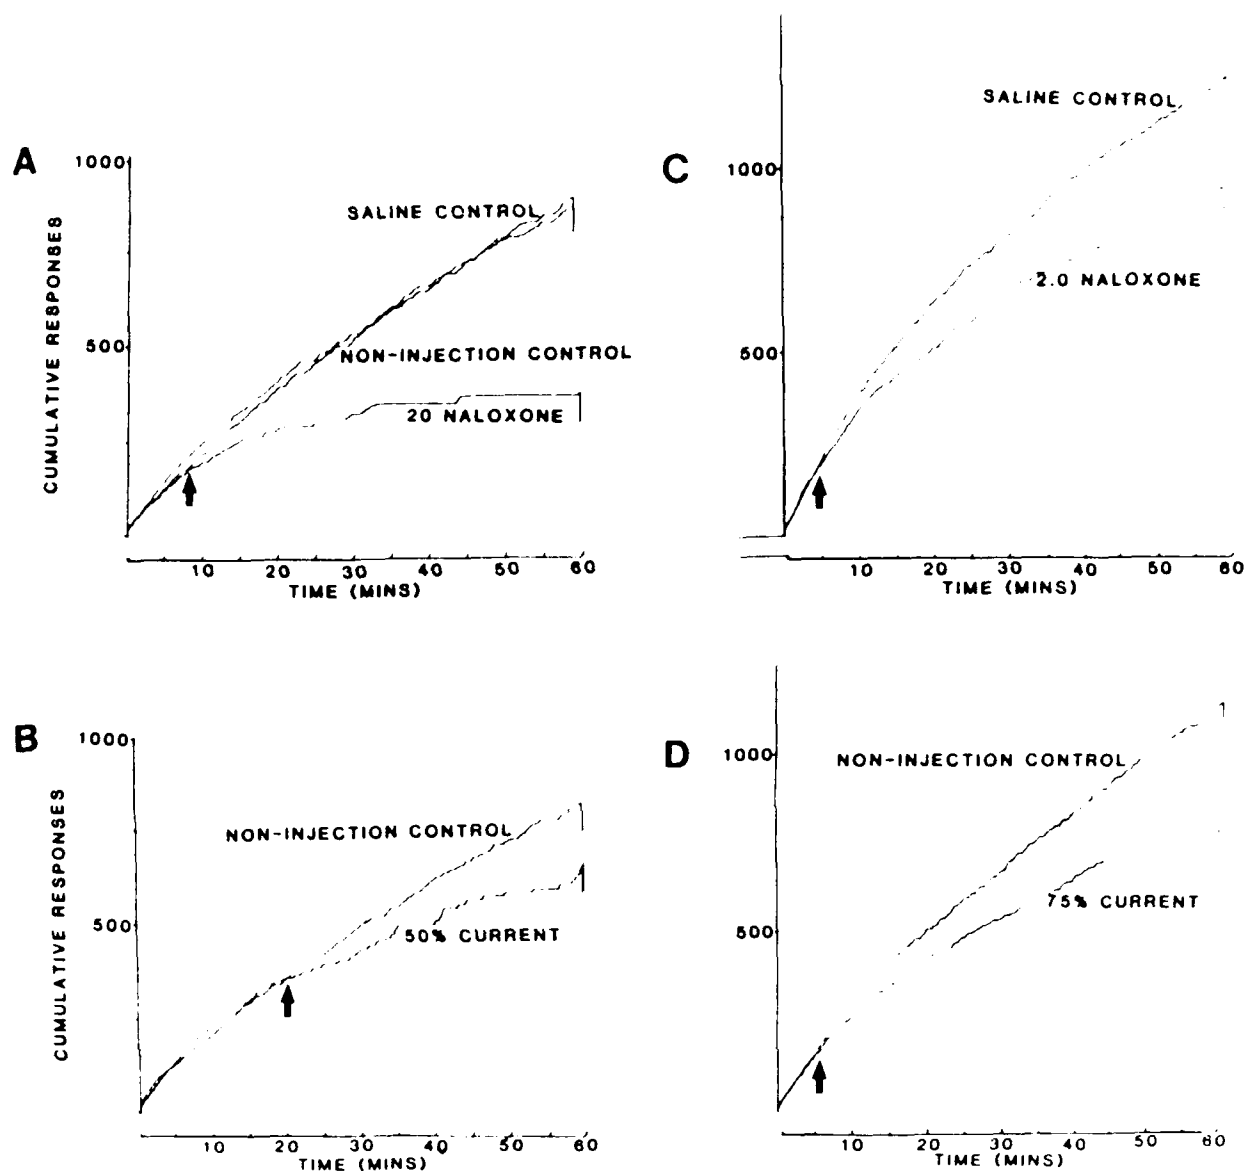 A
CUMULATIVE RESPONSES
1000
500
SALINE CONTROL
NON-INJECTION CONTROL
20 NALOXONE
10 20 30 40 50 60
TIME (MINS)
C
1000
500
SALINE CONTROL
2.0 NALOXONE
10 20 30 40 50 60
TIME (MINS)
B
CUMULATIVE RESPONSES
1000
500
NON-INJECTION CONTROL
50% CURRENT
10 20 30 40 50 60
TIME (MINS)
D
1000
500
NON-INJECTION CONTROL
75% CURRENT
10 20 30 40 50 60
TIME (MINS)